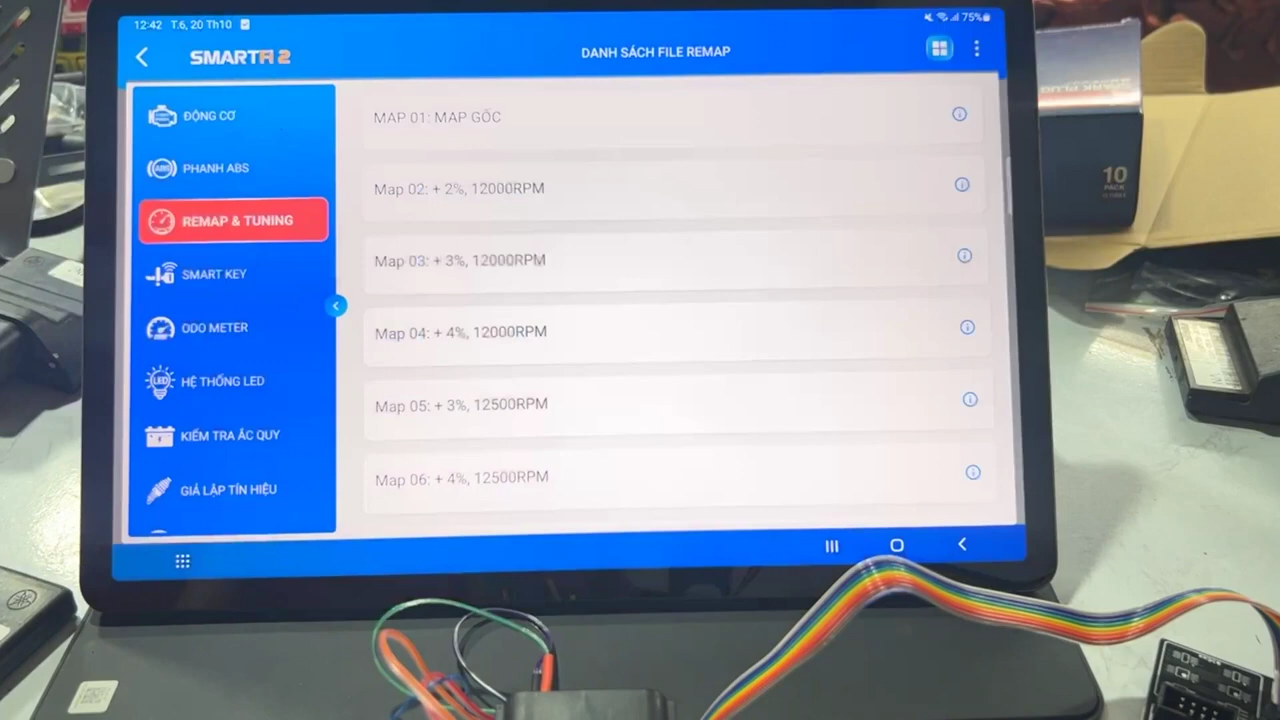 12:42 T.6, 20 Th10
75%
SMARTFI 2
DANH SÁCH FILE REMAP
ĐỘNG CƠ
PHANH ABS
REMAP & TUNING
SMART KEY
ODO METER
HỆ THỐNG LED
KIỂM TRA ẮC QUY
GIẢ LẬP TÍN HIỆU
MAP 01: MAP GỐC
Map 02: + 2%, 12000RPM
Map 03: + 3%, 12000RPM
Map 04: + 4%, 12000RPM
Map 05: + 3%, 12500RPM
Map 06: + 4%, 12500RPM
ABS
LED
10
PACK